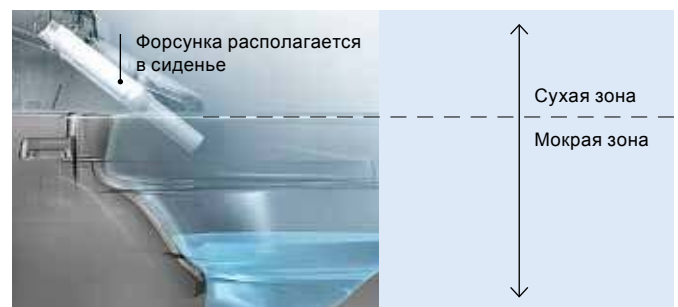 Форсунка располагается
в сиденье
Сухая зона
Мокрая зона